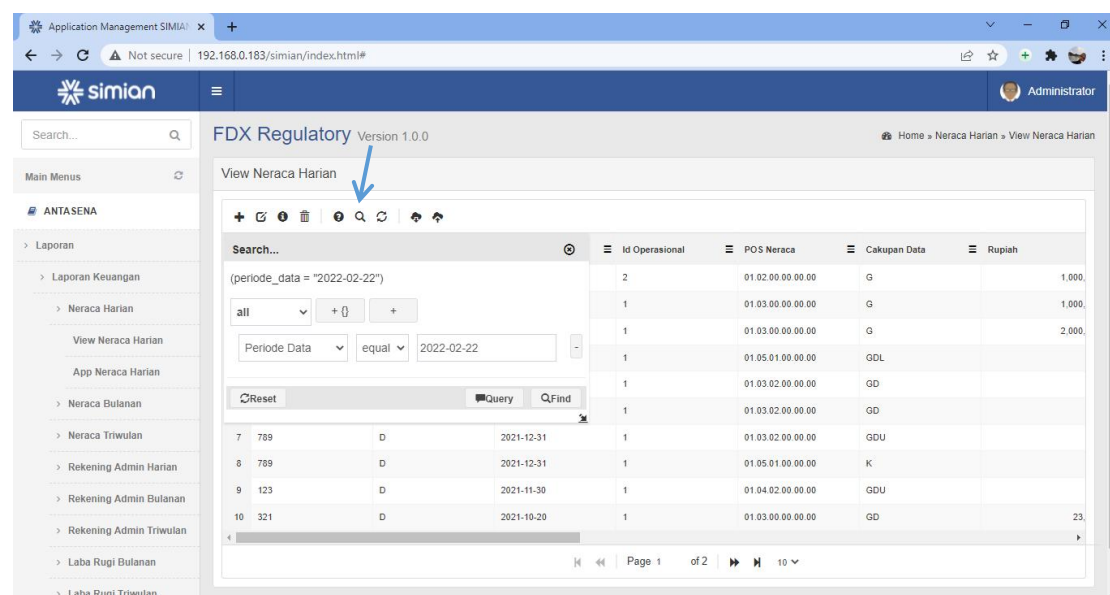 Application Management SIMIAN
Not secure | 192.168.0.183/simian/index.html#
simian
Administrator
Search...
FDX Regulatory Version 1.0.0
Home » Neraca Harian » View Neraca Harian
Main Menus
View Neraca Harian
ANTASENA
> Laporan
> Laporan Keuangan
> Neraca Harian
View Neraca Harian
App Neraca Harian
> Neraca Bulanan
> Neraca Triwulan
> Rekening Admin Harian
> Rekening Admin Bulanan
> Rekening Admin Triwulan
> Laba Rugi Bulanan
> Laba Rugi Triwulan
Search...
(periode_data = "2022-02-22")
all + {} +
Periode Data equal 2022-02-22 -
Reset Query Find
Id Operasional POS Neraca Cakupan Data Rupiah
2 01.02.00.00.00.00 G 1,000,
1 01.03.00.00.00.00 G 1,000,
1 01.03.00.00.00.00 G 2,000,
1 01.05.01.00.00.00 GDL
1 01.03.02.00.00.00 GD
1 01.03.02.00.00.00 GD
7 789 D 2021-12-31 1 01.03.02.00.00.00 GDU
8 789 D 2021-12-31 1 01.05.01.00.00.00 K
9 123 D 2021-11-30 1 01.04.02.00.00.00 GDU
10 321 D 2021-10-20 1 01.03.00.00.00.00 GD 23,
Page 1 of 2 10